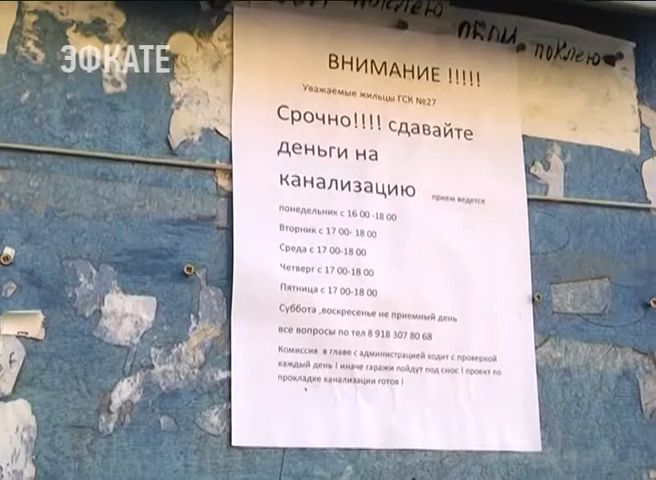 поклею
обои поклею
ЭФКАТЕ
ВНИМАНИЕ !!!!!
Уважаемые жильцы ГСК №27
Срочно!!!! сдавайте
деньги на
канализацию прием ведется
понедельник с 16 00 -18 00
Вторник с 17 00- 18 00
Среда с 17 00-18 00
Четверг с 17 00-18 00
Пятница с 17 00-18 00
Суббота ,воскресенье не приемный день
все вопросы по тел 8 918 307 80 68
Комиссия в главе с администрацией ходит с проверкой
каждый день ! иначе гаражи пойдут под снос ! проект по
прокладке канализации готов !